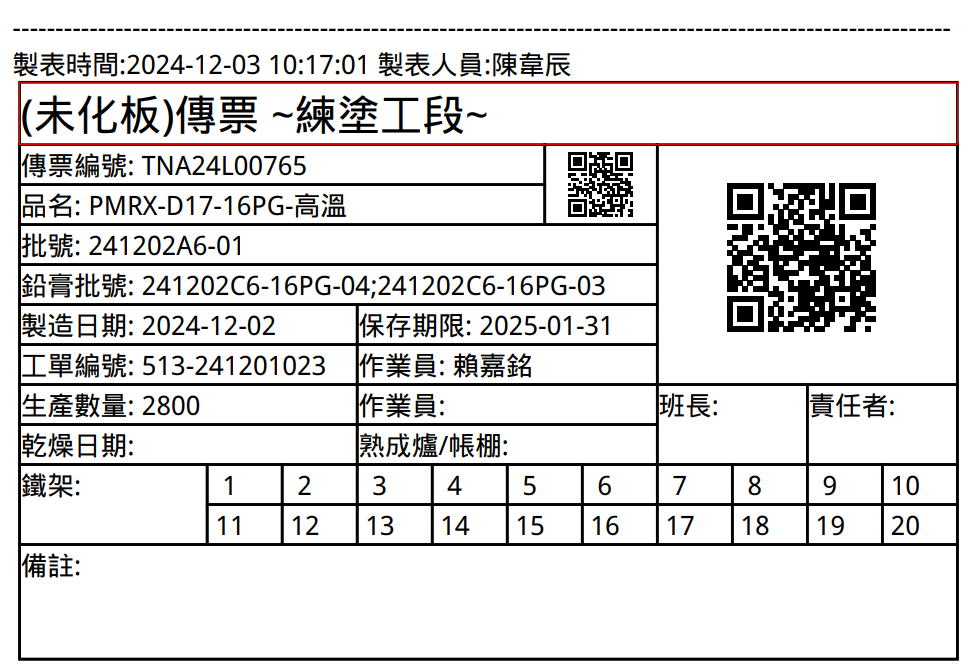 製表時間:2024-12-03 10:17:01 製表人員:陳韋辰
(未化板)傳票 ~練塗工段~
傳票編號: TNA24L00765
品名: PMRX-D17-16PG-高溫
批號: 241202A6-01
鉛膏批號: 241202C6-16PG-04;241202C6-16PG-03
製造日期: 2024-12-02 保存期限: 2025-01-31
工單編號: 513-241201023 作業員: 賴嘉銘
生產數量: 2800 作業員: 班長: 責任者:
乾燥日期: 熟成爐/帳棚:
鐵架: 1 2 3 4 5 6 7 8 9 10
11 12 13 14 15 16 17 18 19 20
備註: